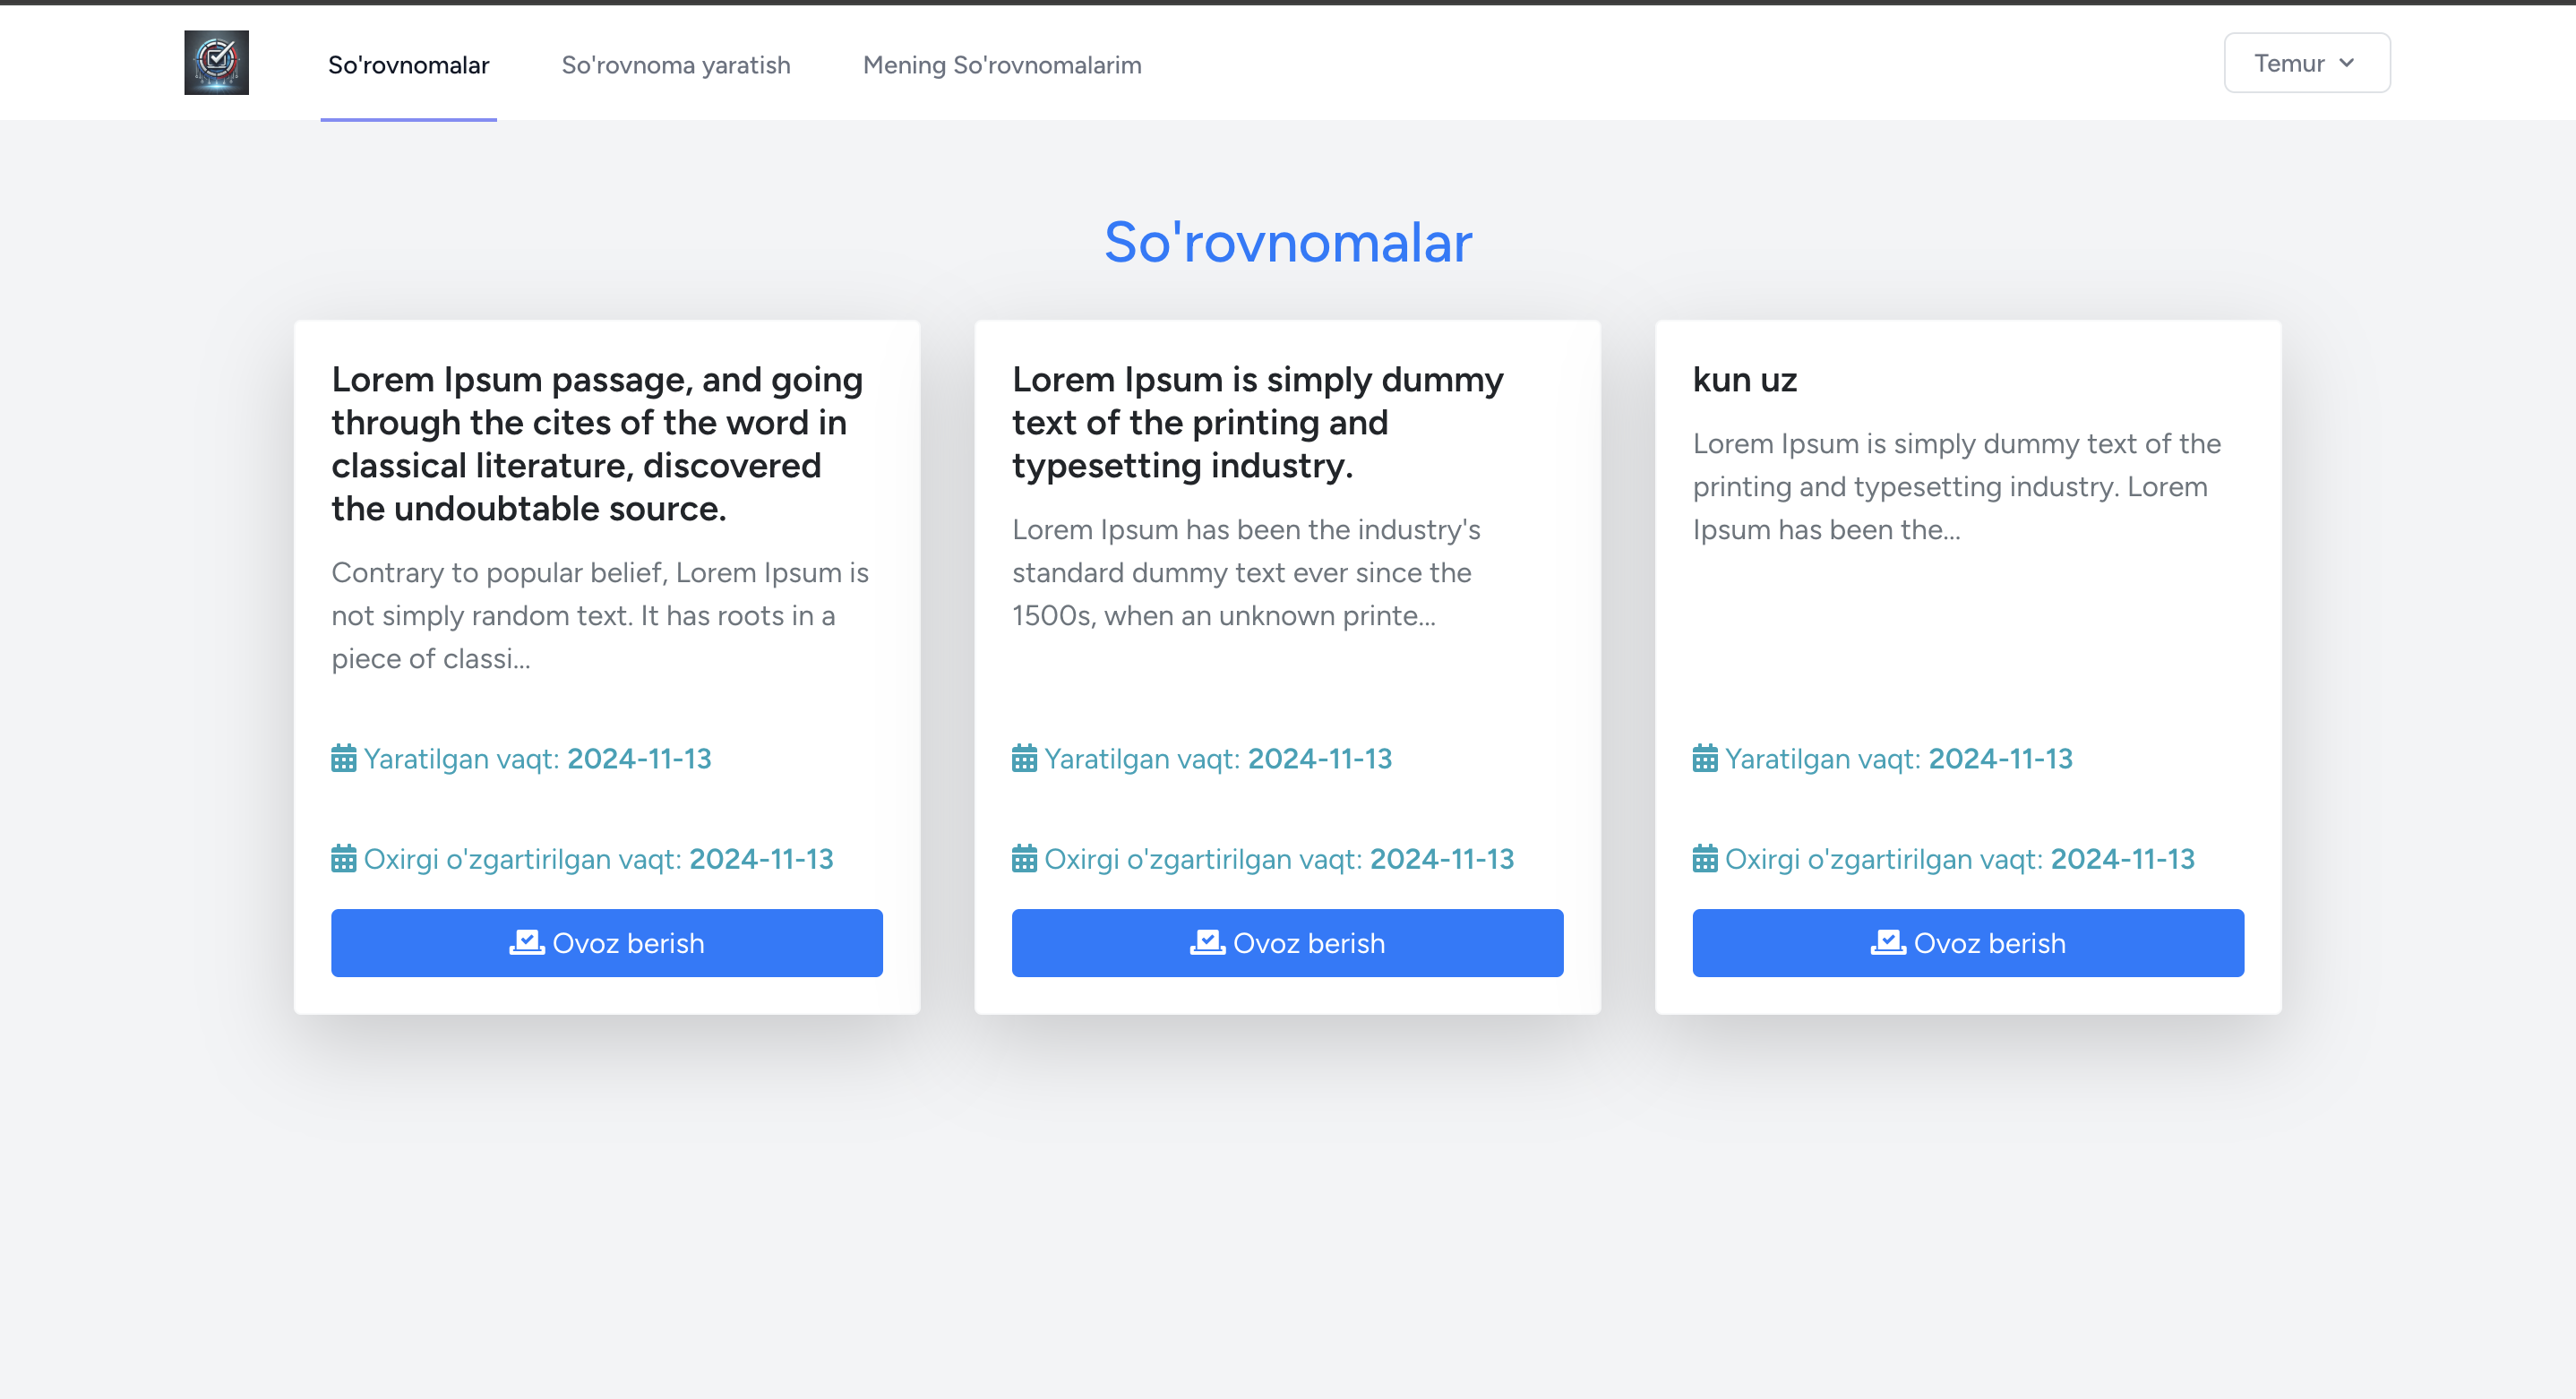 So'rovnomalar
So'rovnoma yaratish
Mening So'rovnomalarim
Temur
So'rovnomalar
Lorem Ipsum passage, and going
through the cites of the word in
classical literature, discovered
the undoubtable source.
Contrary to popular belief, Lorem Ipsum is
not simply random text. It has roots in a
piece of classi...
Yaratilgan vaqt: 2024-11-13
Oxirgi o'zgartirilgan vaqt: 2024-11-13
Ovoz berish
Lorem Ipsum is simply dummy
text of the printing and
typesetting industry.
Lorem Ipsum has been the industry's
standard dummy text ever since the
1500s, when an unknown printe...
Yaratilgan vaqt: 2024-11-13
Oxirgi o'zgartirilgan vaqt: 2024-11-13
Ovoz berish
kun uz
Lorem Ipsum is simply dummy text of the
printing and typesetting industry. Lorem
Ipsum has been the...
Yaratilgan vaqt: 2024-11-13
Oxirgi o'zgartirilgan vaqt: 2024-11-13
Ovoz berish